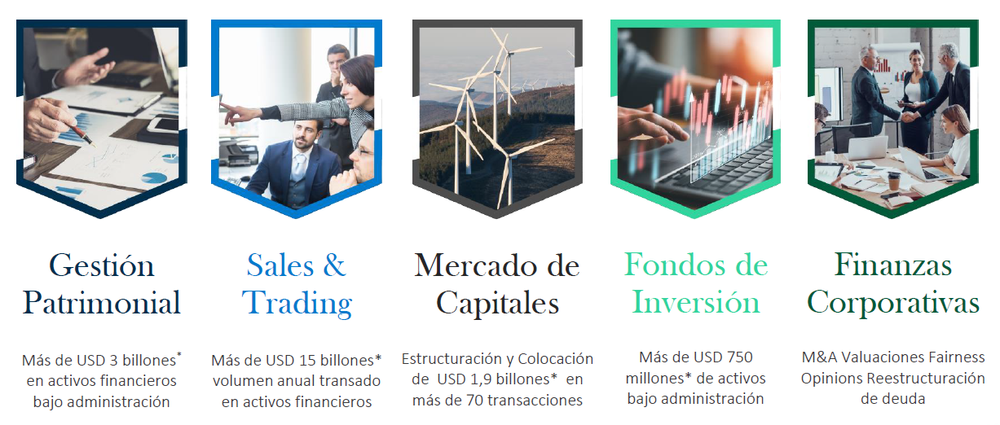 Gestión
Patrimonial
Más de USD 3 billones*
en activos financieros
bajo administración
Sales &
Trading
Más de USD 15 billones*
volumen anual transado
en activos financieros
Mercado de
Capitales
Estructuración y Colocación
de USD 1,9 billones* en
más de 70 transacciones
Fondos de
Inversión
Más de USD 750
millones* de activos
bajo administración
Finanzas
Corporativas
M&A Valuaciones Fairness
Opinions Reestructuración
de deuda